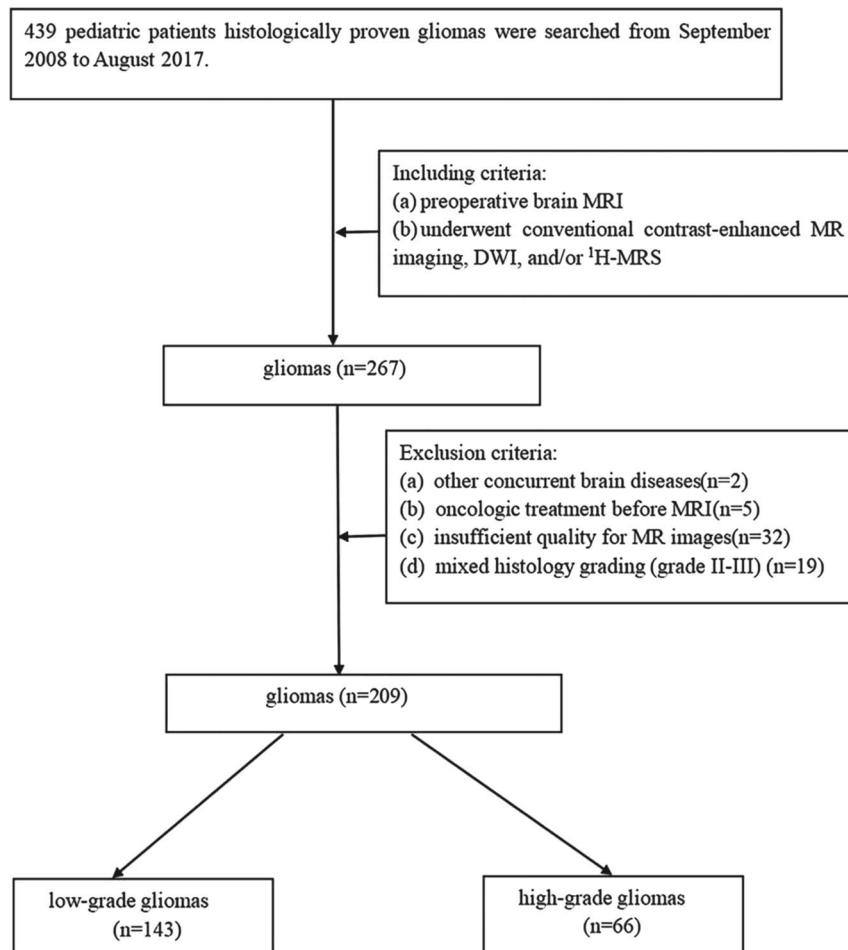 439 pediatric patients histologically proven gliomas were searched from September
2008 to August 2017.
Including criteria:
(a) preoperative brain MRI
(b) underwent conventional contrast-enhanced MR
imaging, DWI, and/or ¹H-MRS
gliomas (n=267)
Exclusion criteria:
(a) other concurrent brain diseases(n=2)
(b) oncologic treatment before MRI(n=5)
(c) insufficient quality for MR images(n=32)
(d) mixed histology grading (grade II-III) (n=19)
gliomas (n=209)
low-grade gliomas
(n=143)
high-grade gliomas
(n=66)